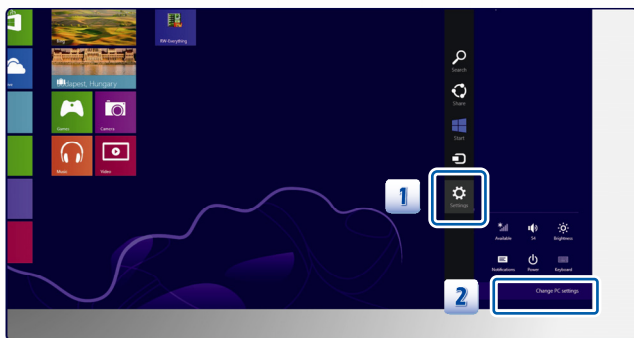 RW-Everything
Budapest, Hungary
Games
Camera
Music
Video
Search
Share
Start
1
Settings
Available
54
Brightness
Notifications
Power
Keyboard
2
Change PC settings